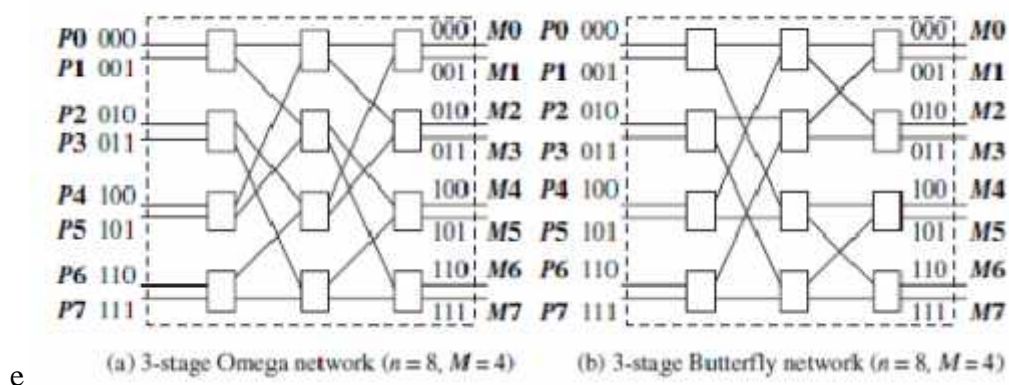 P0 000 000 M0 P0 000 000 M0
P1 001 001 M1 P1 001 001 M1
P2 010 010 M2 P2 010 010 M2
P3 011 011 M3 P3 011 011 M3
P4 100 100 M4 P4 100 100 M4
P5 101 101 M5 P5 101 101 M5
P6 110 110 M6 P6 110 110 M6
P7 111 111 M7 P7 111 111 M7
(a) 3-stage Omega network (n = 8, M = 4) (b) 3-stage Butterfly network (n = 8, M = 4)
e